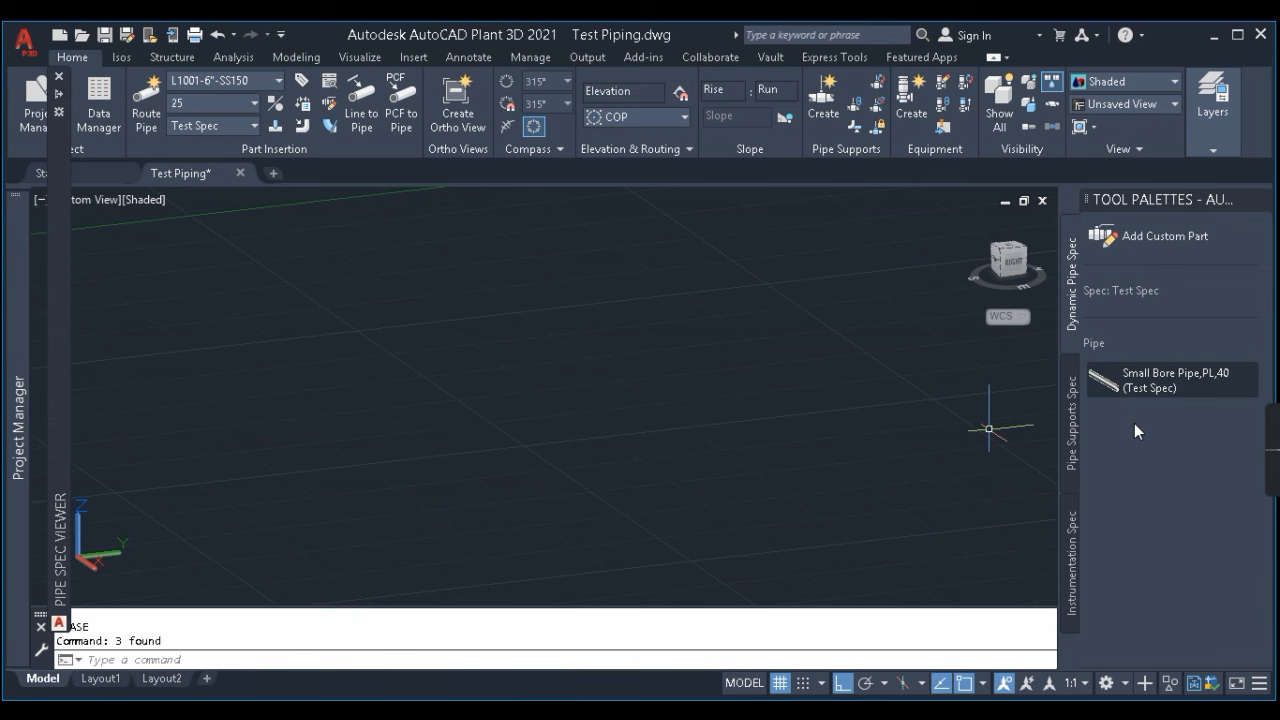 Autodesk AutoCAD Plant 3D 2021 Test Piping.dwg
Type a keyword or phrase
Sign In
P3D
Home Isos Structure Analysis Modeling Visualize Insert Annotate Manage Output Add-ins Collaborate Vault Express Tools Featured Apps
Data
Manager
Route
Pipe
L1001-6"-SS150
25
Test Spec
Line to
Pipe
PCF to
Pipe
Part Insertion
Create
Ortho View
Ortho Views
315°
315°
Compass
Elevation
COP
Elevation & Routing
Rise : Run
Slope
Slope
Create
Pipe Supports
Create
Equipment
Show
All
Visibility
Shaded
Unsaved View
View
Layers
Test Piping*
tom View][Shaded]
RIGHT
WCS
Z
Y
X
Project Manager
PIPE SPEC VIEWER
TOOL PALETTES - AU...
Add Custom Part
Spec: Test Spec
Pipe
Small Bore Pipe,PL,40
(Test Spec)
Dynamic Pipe Spec
Pipe Supports Spec
Instrumentation Spec
ASE
Command: 3 found
Type a command
Model Layout1 Layout2
MODEL
1:1